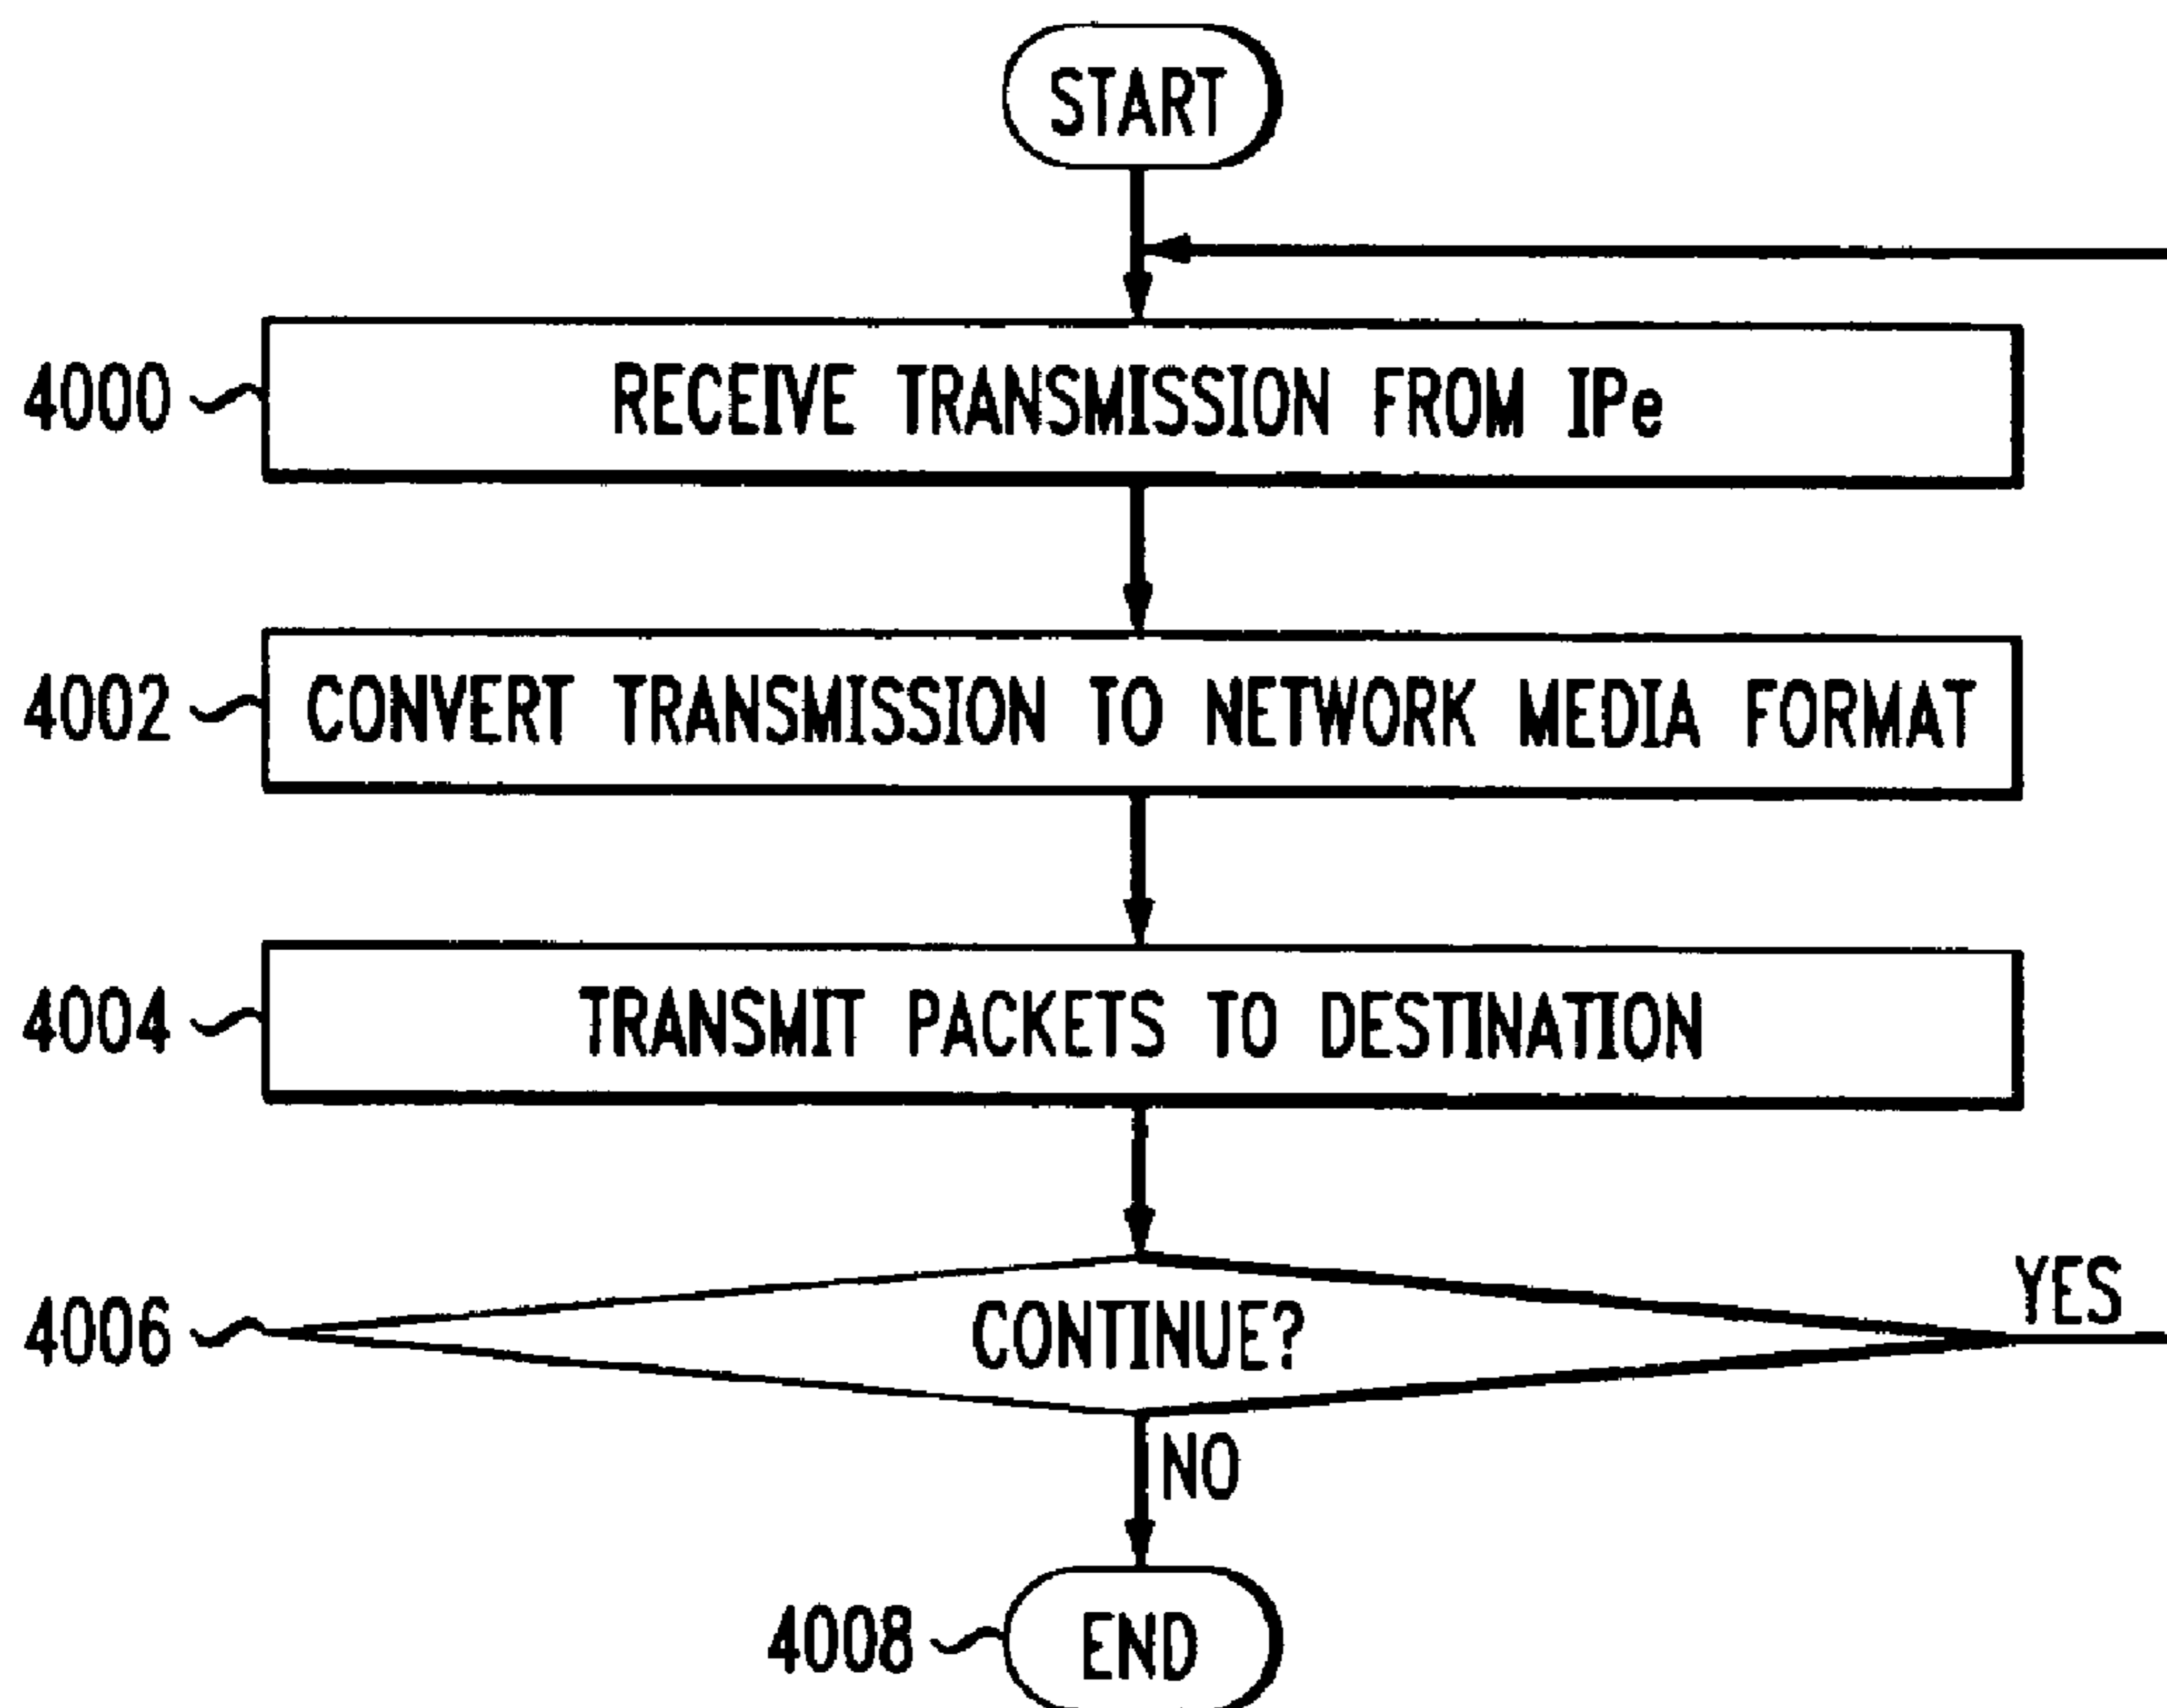 START
4000 RECEIVE TRANSMISSION FROM IPe
4002 CONVERT TRANSMISSION TO NETWORK MEDIA FORMAT
4004 TRANSMIT PACKETS TO DESTINATION
YES
4006 CONTINUE?
NO
4008 END